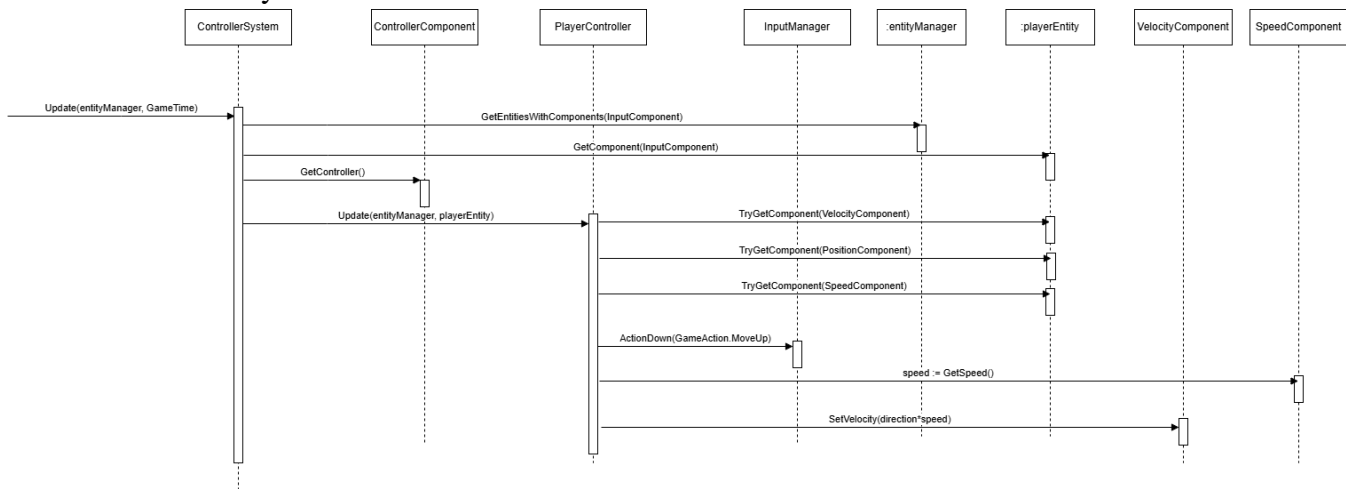 ControllerSystem
ControllerComponent
PlayerController
InputManager
:entityManager
:playerEntity
VelocityComponent
SpeedComponent
Update(entityManager, GameTime)
GetEntitiesWithComponents(InputComponent)
GetComponent(InputComponent)
GetController()
Update(entityManager, playerEntity)
TryGetComponent(VelocityComponent)
TryGetComponent(PositionComponent)
TryGetComponent(SpeedComponent)
ActionDown(GameAction.MoveUp)
speed := GetSpeed()
SetVelocity(direction*speed)